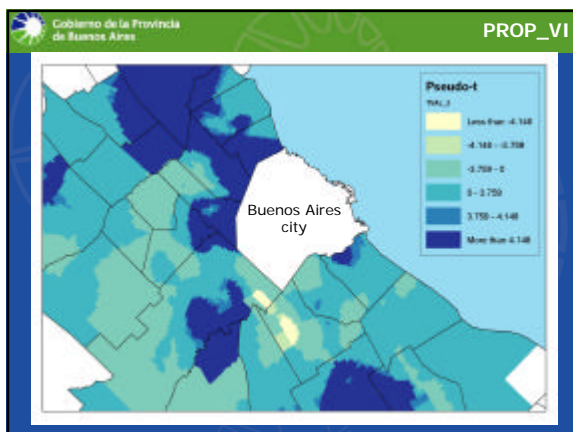 Gobierno de la Provincia
de Buenos Aires
PROP_VI
Pseudo-t
Less than -4.148
-4.148 - -3.759
-3.759 - 0
0 - 3.759
3.759 - 4.148
More than 4.148
Buenos Aires
city